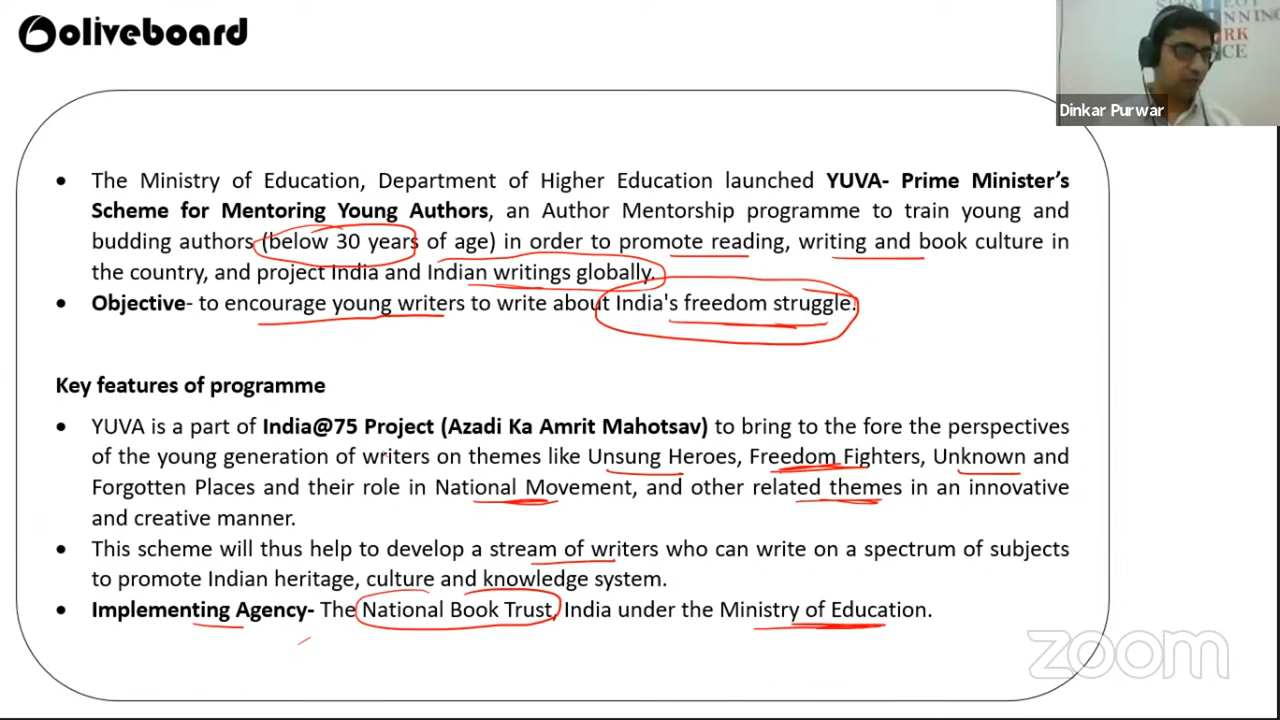 oliveboard
Dinkar Purwar
• The Ministry of Education, Department of Higher Education launched YUVA- Prime Minister's
Scheme for Mentoring Young Authors, an Author Mentorship programme to train young and
budding authors (below 30 years of age) in order to promote reading, writing and book culture in
the country, and project India and Indian writings globally.
• Objective- to encourage young writers to write about India's freedom struggle.
Key features of programme
• YUVA is a part of India@75 Project (Azadi Ka Amrit Mahotsav) to bring to the fore the perspectives
of the young generation of writers on themes like Unsung Heroes, Freedom Fighters, Unknown and
Forgotten Places and their role in National Movement, and other related themes in an innovative
and creative manner.
• This scheme will thus help to develop a stream of writers who can write on a spectrum of subjects
to promote Indian heritage, culture and knowledge system.
• Implementing Agency- The National Book Trust, India under the Ministry of Education.
zoom